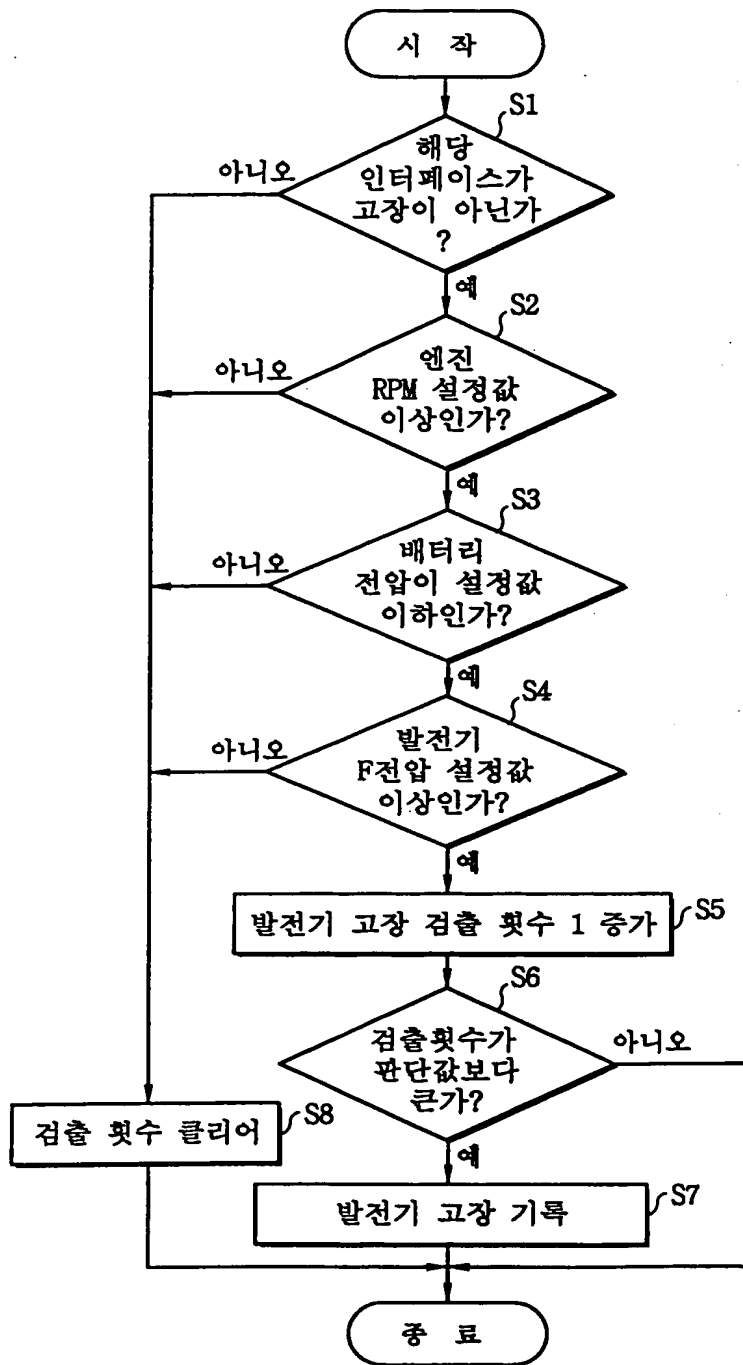 시 작
S1
해당
인터페이스가
고장이 아닌가
?
아니오
예
S2
엔진
RPM 설정값
이상인가?
아니오
예
S3
배터리
전압이 설정값
이하인가?
아니오
예
S4
발전기
F전압 설정값
이상인가?
아니오
예
발전기 고장 검출 횟수 1 증가
S5
S6
검출횟수가
판단값보다
큰가?
아니오
예
검출 횟수 클리어
S8
발전기 고장 기록
S7
종 료